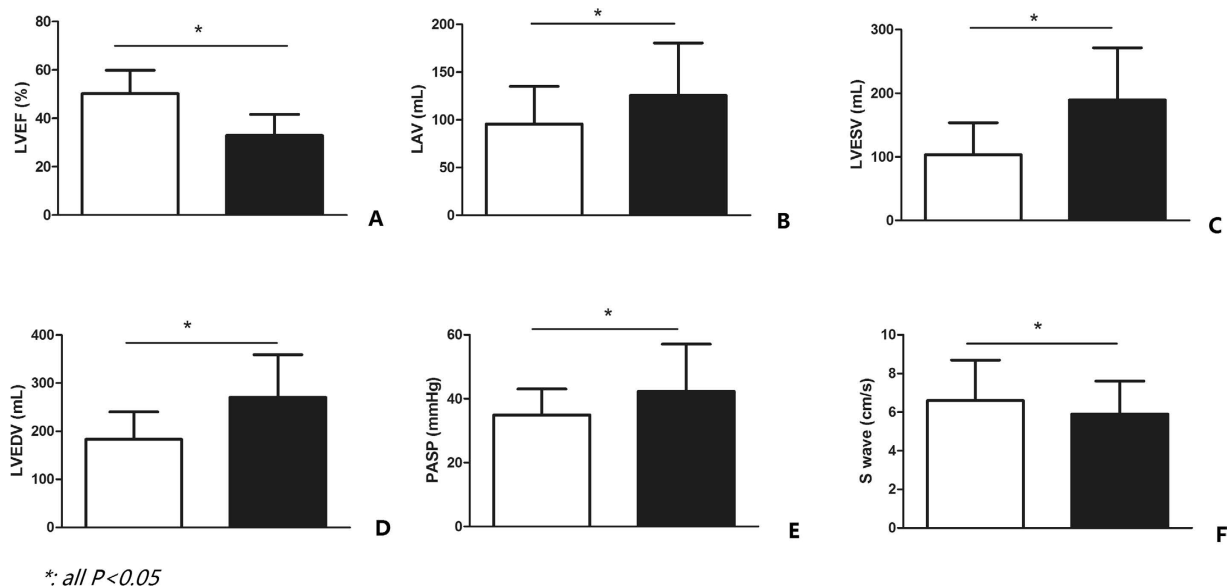 *
LVEF (%)
80
60
40
20
0
A
*
LAV (mL)
200
150
100
50
0
B
*
LVESV (mL)
300
200
100
0
C
*
LVEDV (mL)
400
300
200
100
0
D
*
PASP (mmHg)
60
40
20
0
E
*
S wave (cm/s)
10
8
6
4
2
0
F
*: all P<0.05